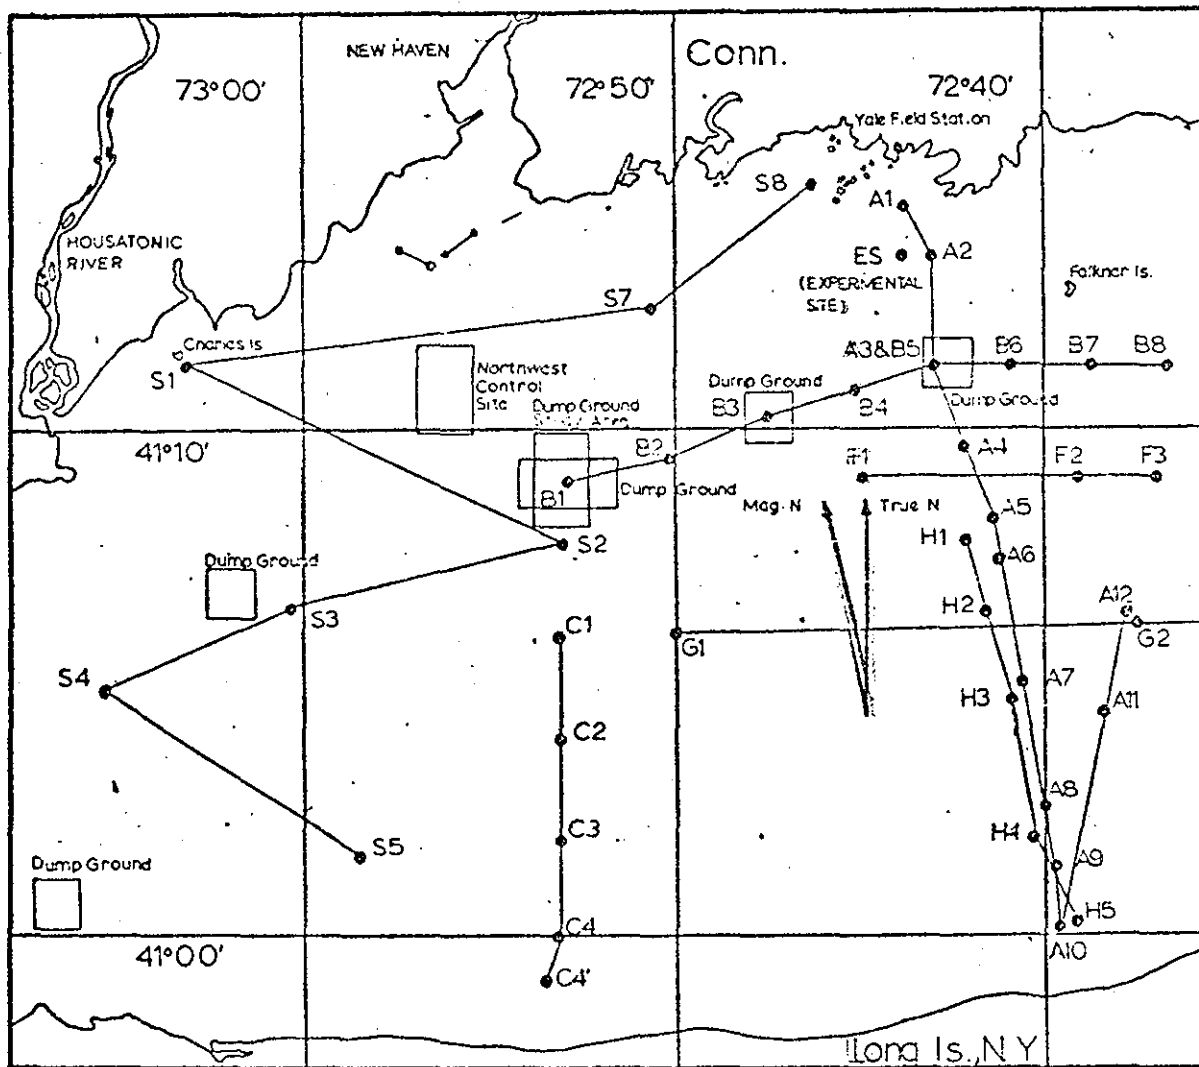 Conn.
NEW HAVEN
73°00'
72°50'
72°40'
Yale Field Station
S8
A1
HOUSATONIC
RIVER
ES
A2
(EXPERIMENTAL
SITE)
Falkner Is.
S7
Charles Is
S1
A3&B5
B6
B7
B8
Northwest
Control
Site
Dump Ground
B3
B4
Dump Ground
Dump Ground
41°10'
B2
A4
F1
F2
F3
B1
Dump Ground
Mag. N
True N
A5
S2
H1
A6
Dump Ground
S3
H2
A12
G2
C1
G1
S4
A7
H3
A11
C2
A8
C3
H4
S5
A9
Dump Ground
H5
C4
A10
41°00'
C4'
Long Is., N Y